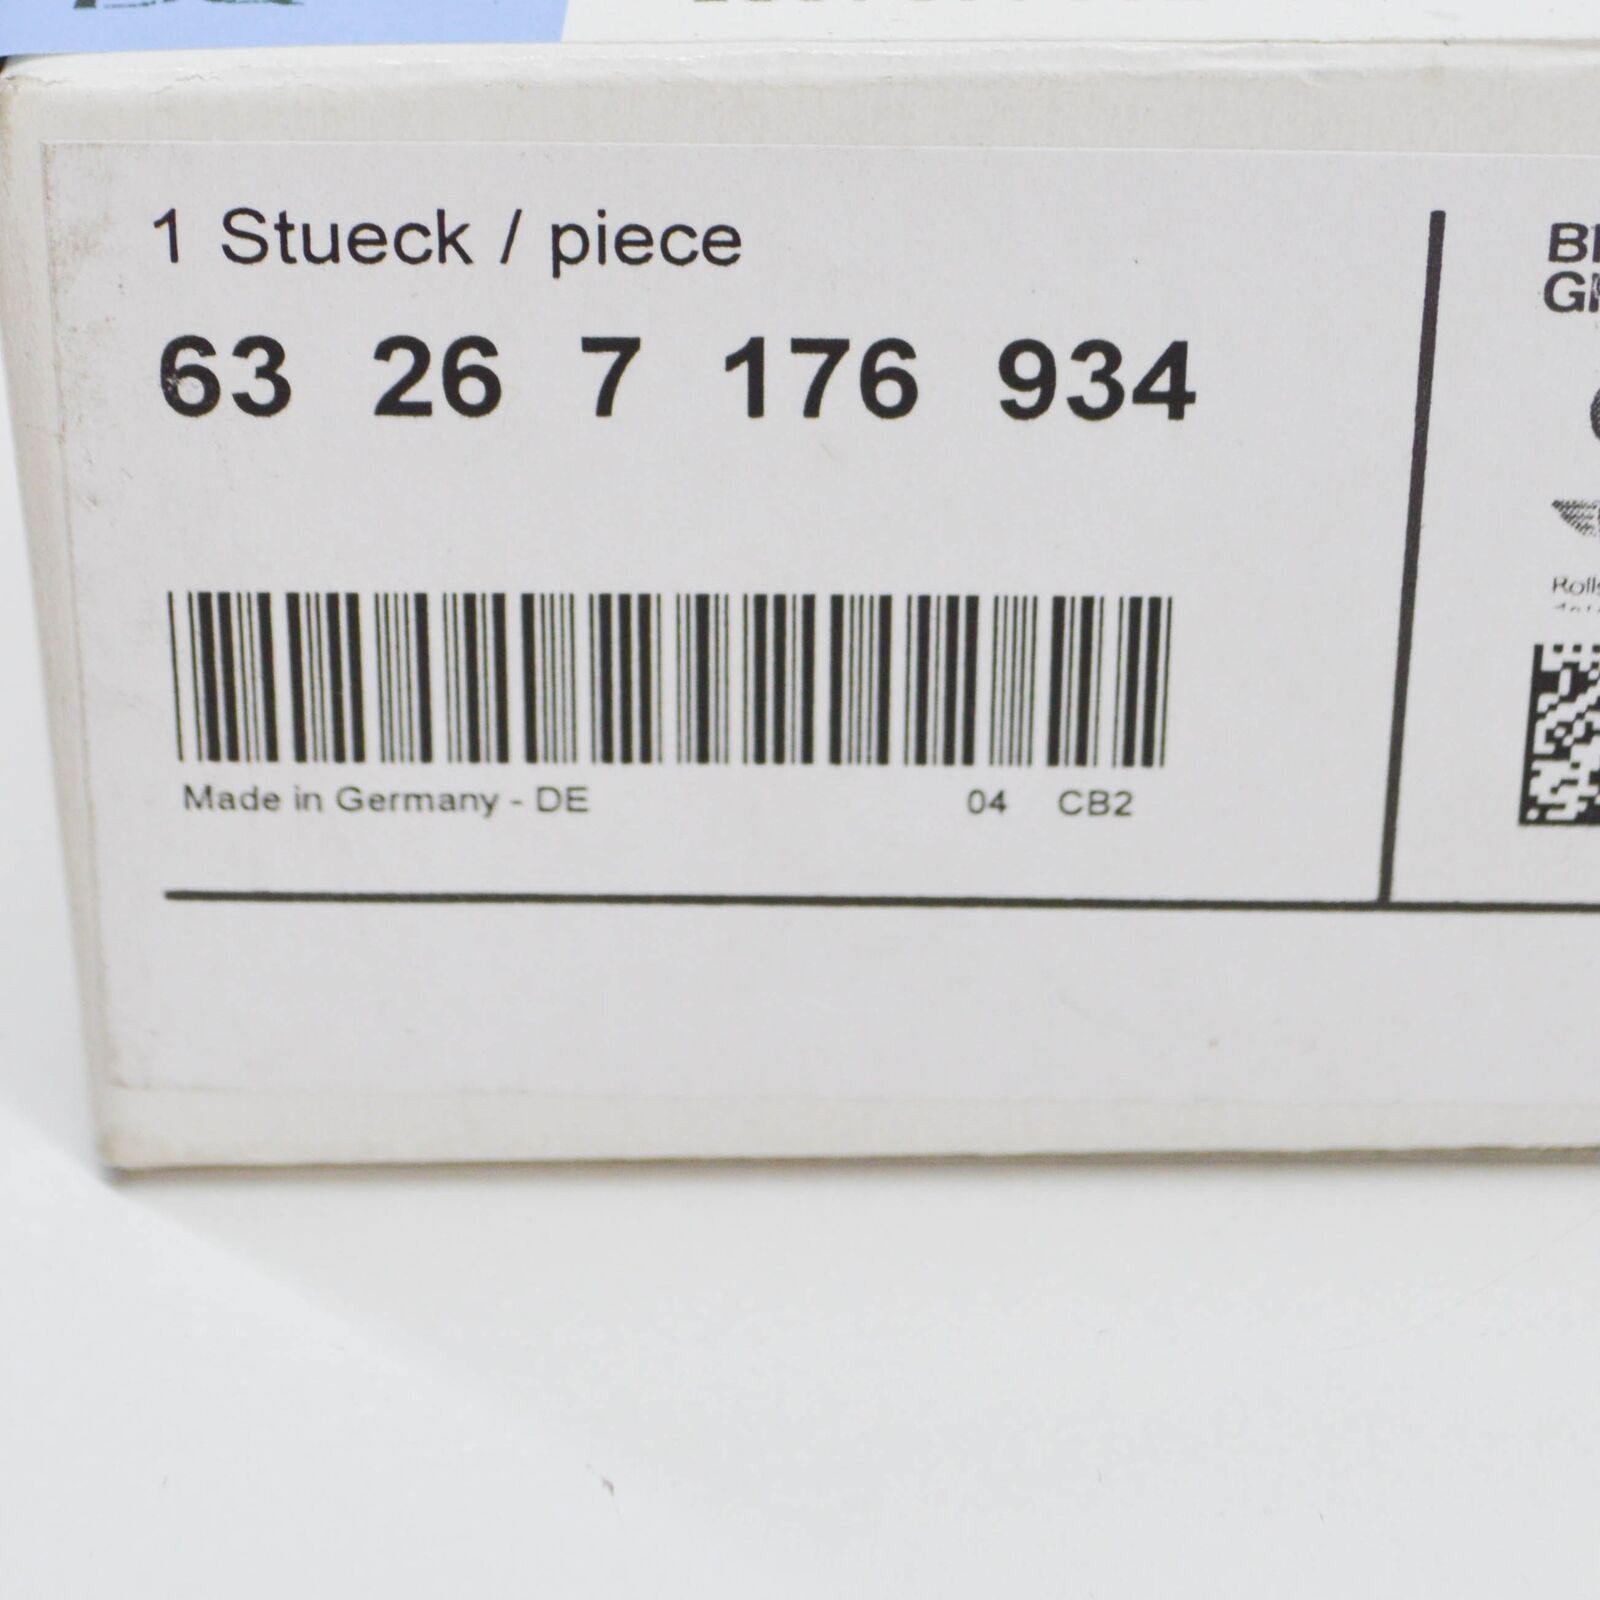 1 Stueck / piece
63 26 7 176 934
Made in Germany - DE 04 CB2